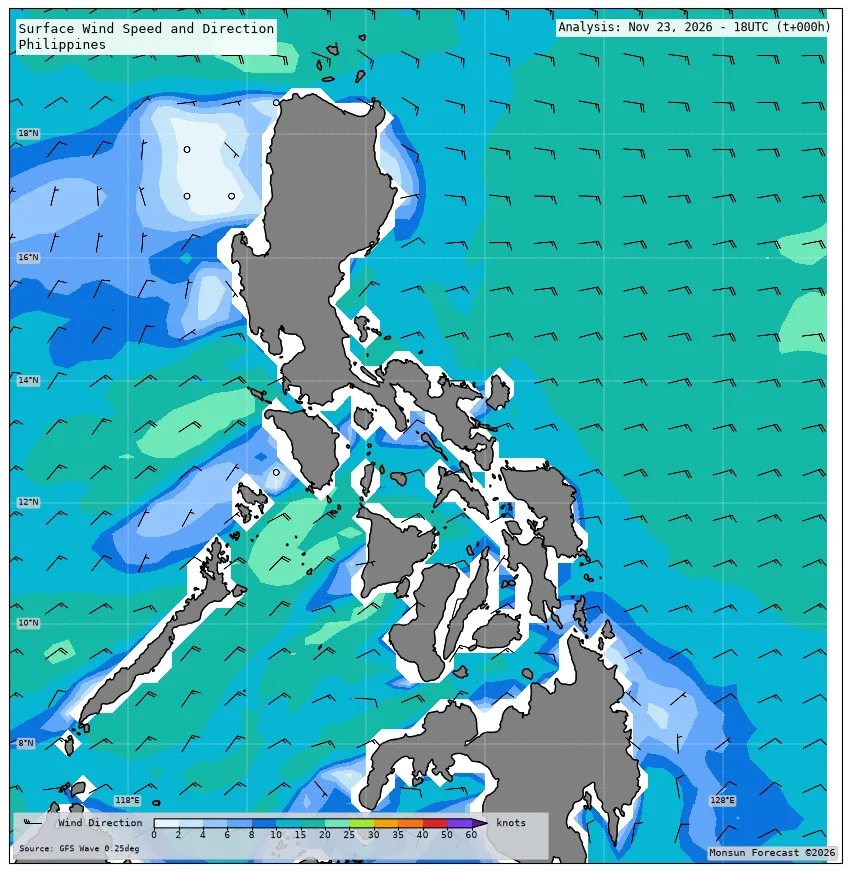 Surface Wind Speed and Direction
Philippines
Analysis: Nov 23, 2026 - 18UTC (t+000h)
18°N
16°N
14°N
12°N
10°N
8°N
118°E
128°E
Wind Direction
knots
0 2 4 6 8 10 15 20 25 30 35 40 50 60
Source: GFS Wave 0.25deg
Monsun Forecast ©2026